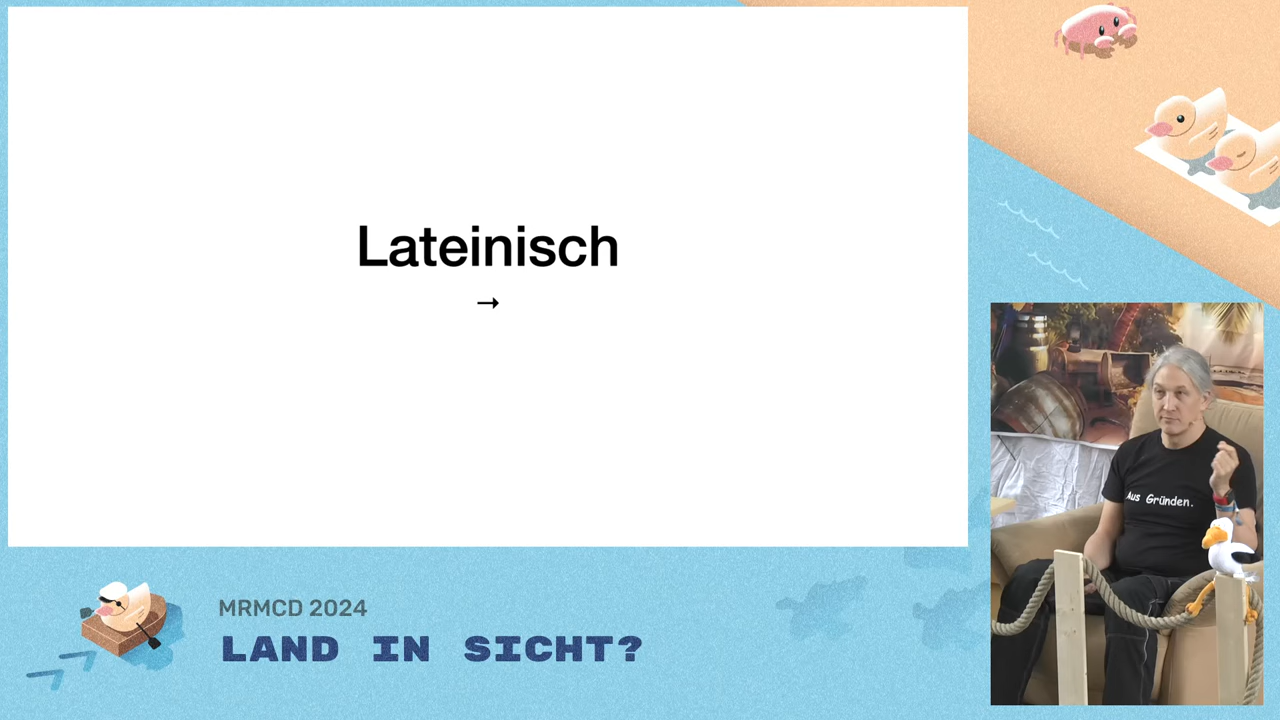 Lateinisch
→
Aus Gründen.
MRMCD 2024
LAND IN SICHT?